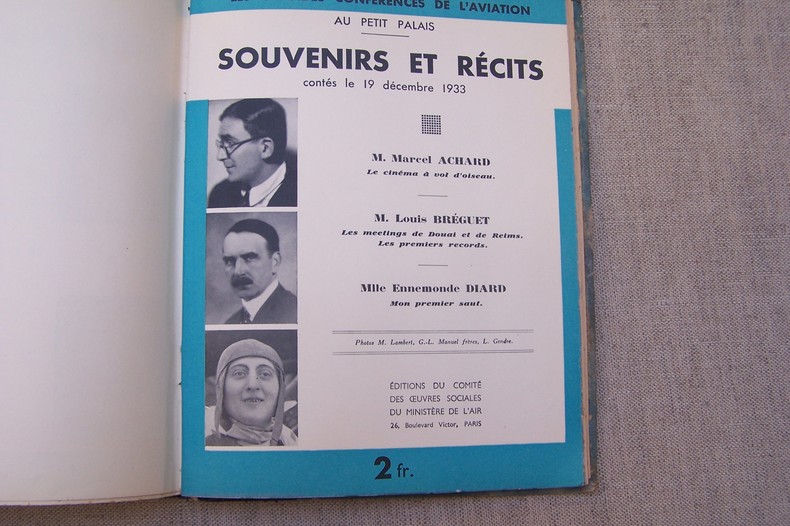 CONFÉRENCES DE L'AVIATION
AU PETIT PALAIS
SOUVENIRS ET RÉCITS
contés le 19 décembre 1933
M. Marcel ACHARD
Le cinéma à vol d'oiseau.
M. Louis BRÉGUET
Les meetings de Douai et de Reims.
Les premiers records.
Mlle Ennemonde DIARD
Mon premier saut.
Photos M. Lambert, G.-L. Manuel frères, L. Gendre.
ÉDITIONS DU COMITÉ
DES ŒUVRES SOCIALES
DU MINISTÈRE DE L'AIR
26, Boulevard Victor, PARIS
2 fr.